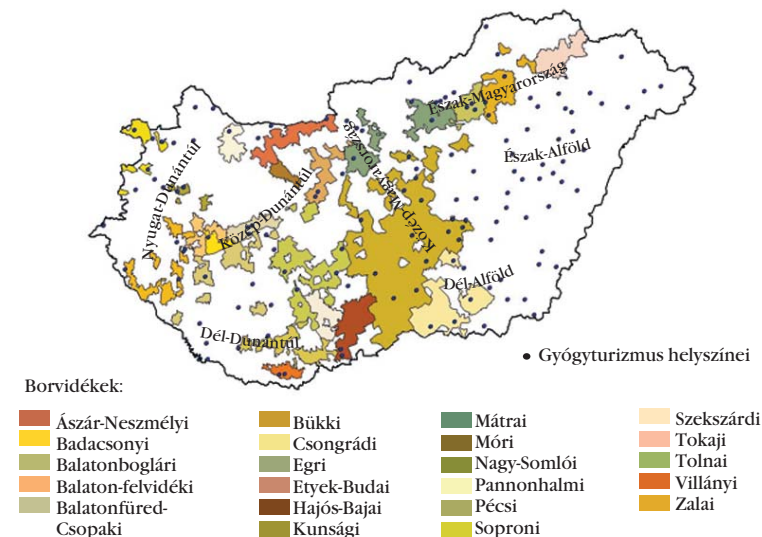 Észak-Magyarország
Észak-Alföld
Közép-Magyarország
Nyugat-Dunántúl
Közép-Dunántúl
Dél-Alföld
Dél-Dunántúl
• Gyógyturizmus helyszínei
Borvidékek:
Ászár-Neszmélyi
Badacsonyi
Balatonboglári
Balaton-felvidéki
Balatonfüred-
Csopaki
Bükki
Csongrádi
Egri
Etyek-Budai
Hajós-Bajai
Kunsági
Mátrai
Móri
Nagy-Somlói
Pannonhalmi
Pécsi
Soproni
Szekszárdi
Tokaji
Tolnai
Villányi
Zalai